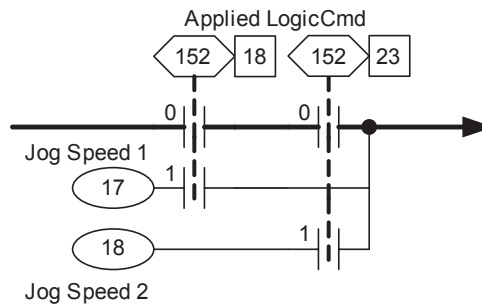 Applied LogicCmd
152 18 152 23
0 0
Jog Speed 1
17 1
18 1
Jog Speed 2